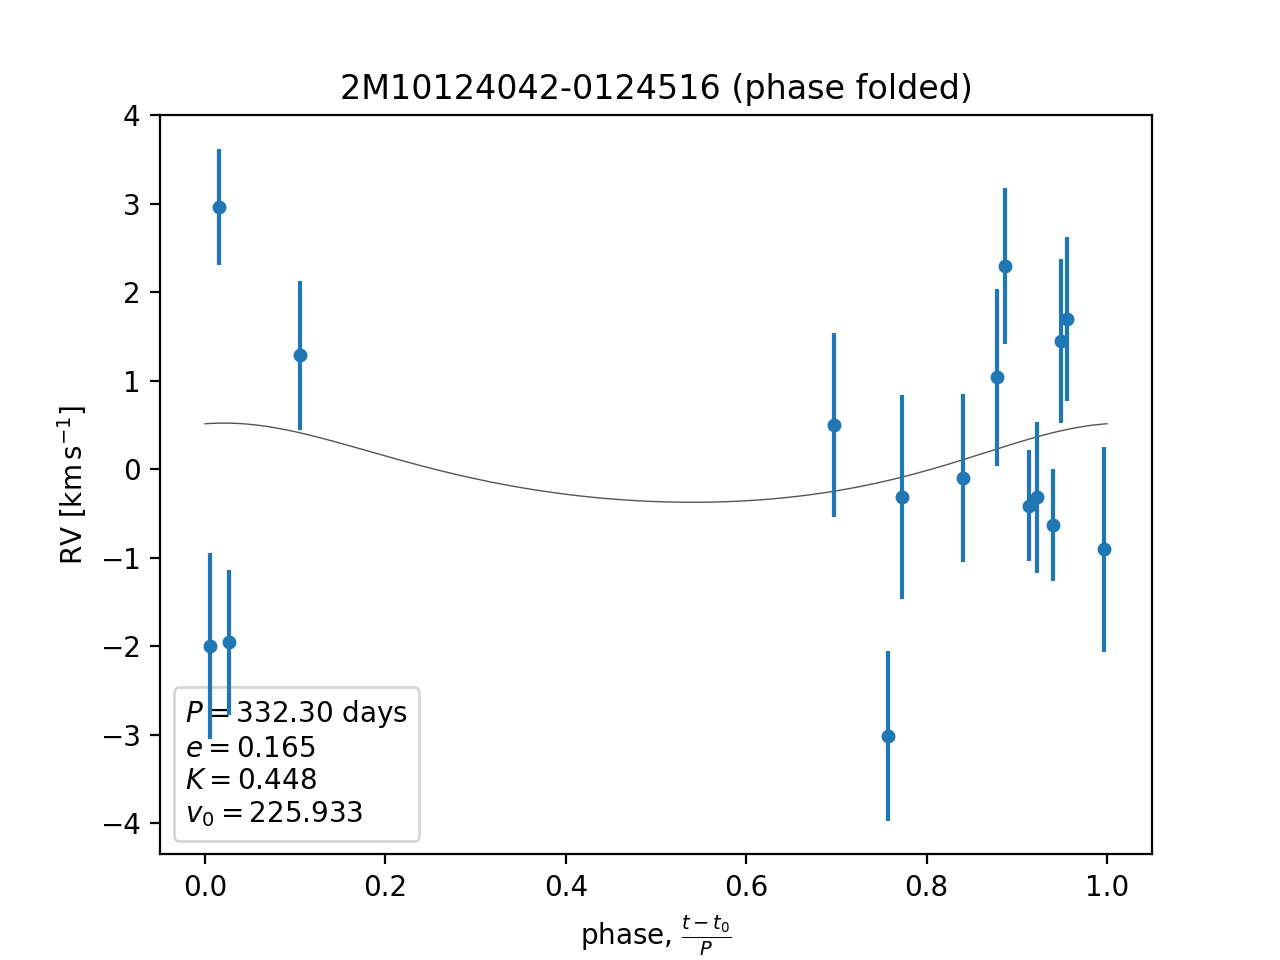 2M10124042-0124516 (phase folded)
4
3
2
1
0
−1
−2
−3
−4
RV [km s⁻¹]
P = 332.30 days
e = 0.165
K = 0.448
v₀ = 225.933
0.0 0.2 0.4 0.6 0.8 1.0
phase, (t − t₀)/P